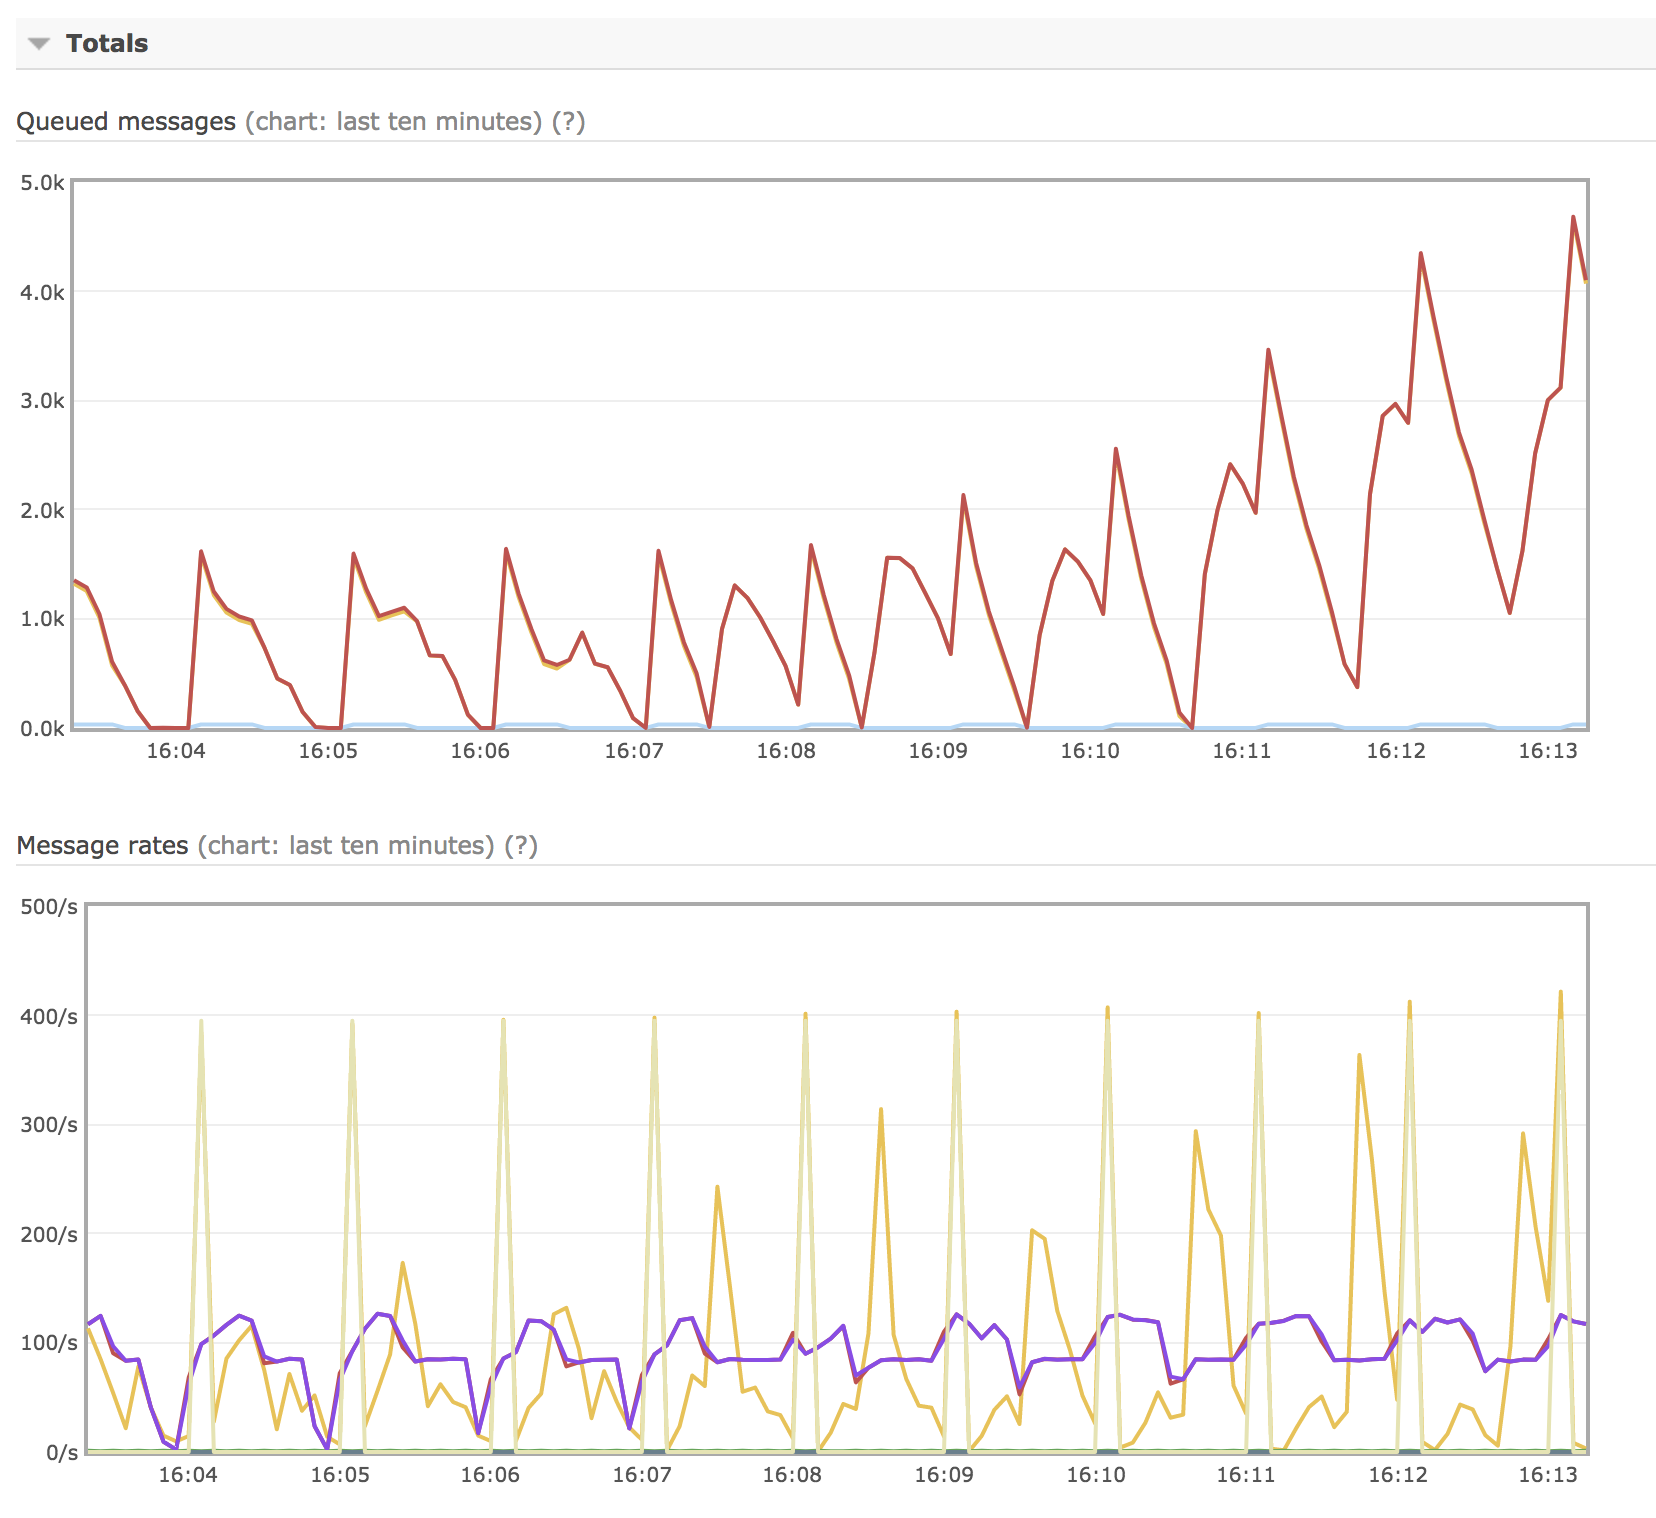 Totals
Queued messages (chart: last ten minutes) (?)
5.0k
4.0k
3.0k
2.0k
1.0k
0.0k
16:04 16:05 16:06 16:07 16:08 16:09 16:10 16:11 16:12 16:13
Message rates (chart: last ten minutes) (?)
500/s
400/s
300/s
200/s
100/s
0/s
16:04 16:05 16:06 16:07 16:08 16:09 16:10 16:11 16:12 16:13